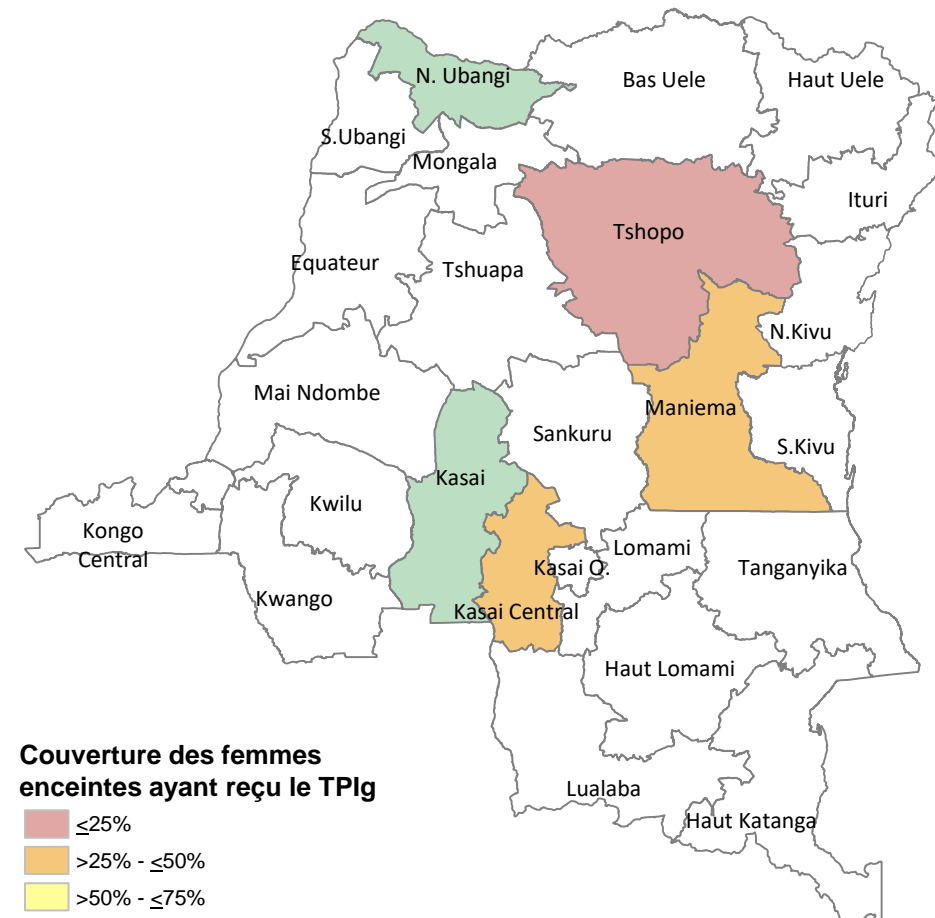 N. Ubangi
Bas Uele
Haut Uele
S.Ubangi
Mongala
Ituri
Tshopo
Equateur
Tshuapa
N.Kivu
Mai Ndombe
Maniema
Sankuru
S.Kivu
Kasai
Kwilu
Kongo
Central
Lomami
Kasai O.
Tanganyika
Kwango
Kasai Central
Haut Lomami
Lualaba
Haut Katanga
Couverture des femmes
enceintes ayant reçu le TPIg
≤25%
>25% - ≤50%
>50% - ≤75%